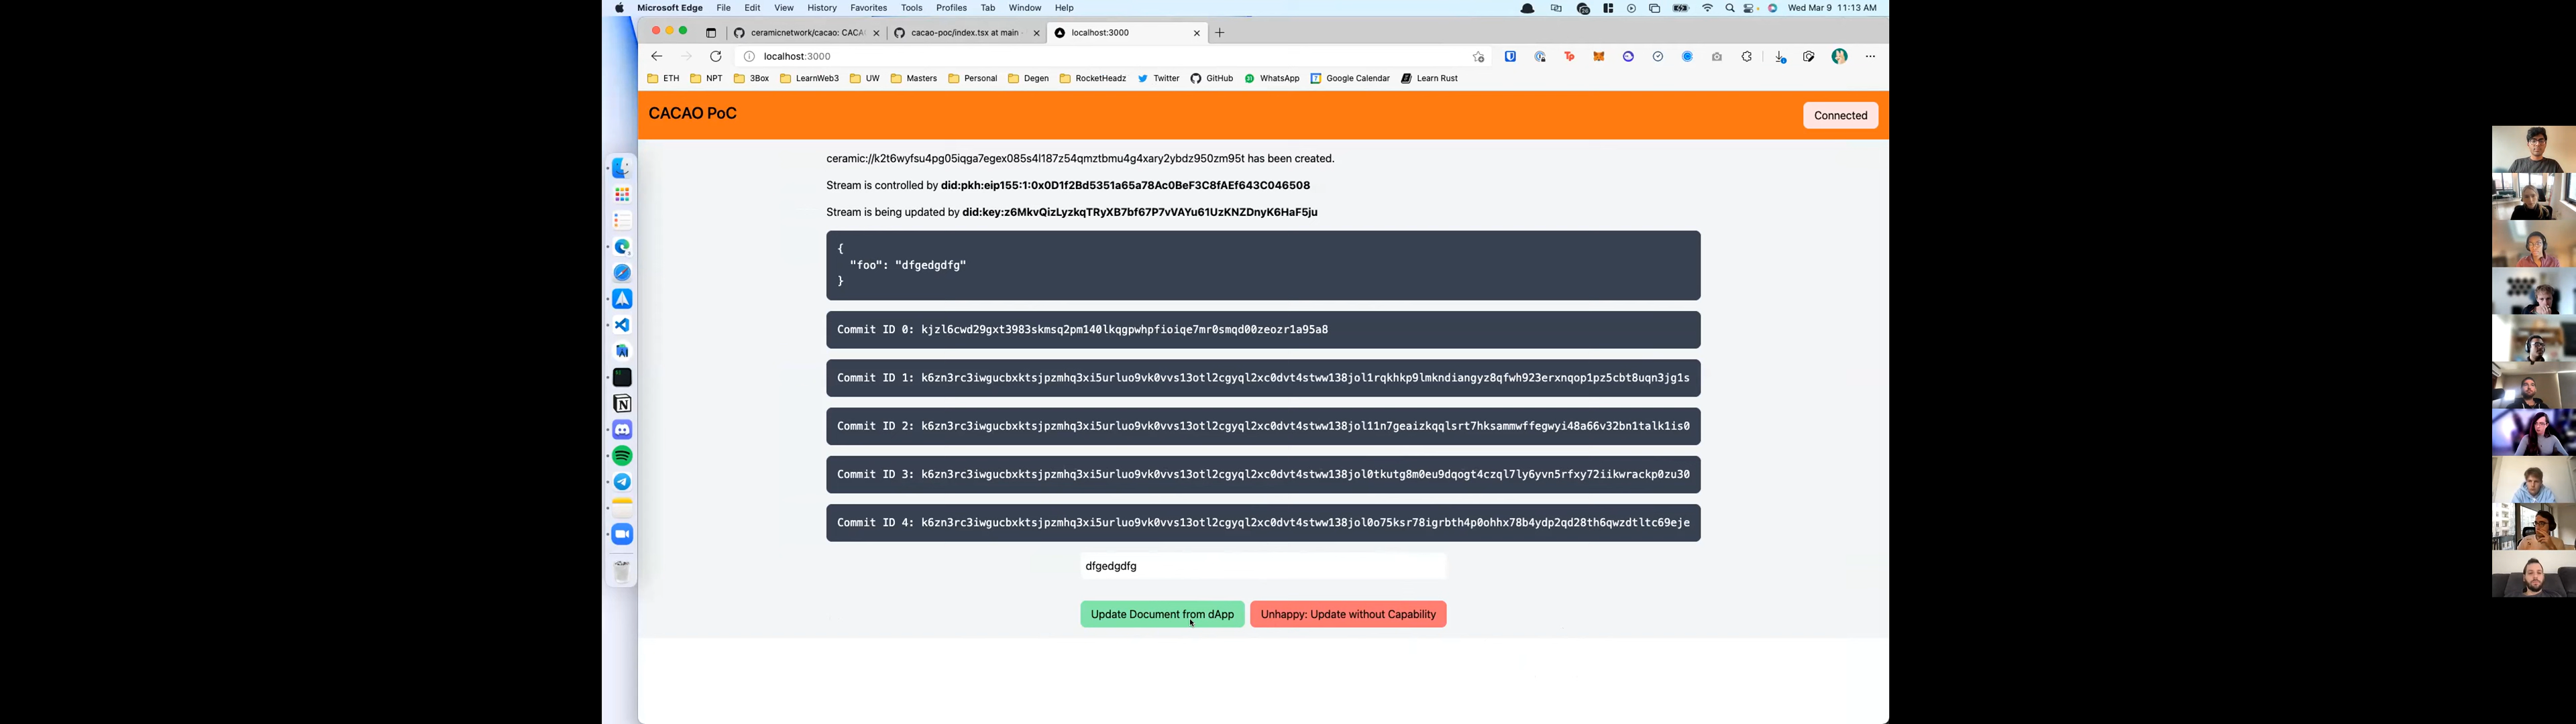 Microsoft Edge File Edit View History Favorites Tools Profiles Tab Window Help Wed Mar 9 11:13 AM
ceramicnetwork/cacao: CACA cacao-poc/index.tsx at main localhost:3000
localhost:3000
ETH NPT 3Box LearnWeb3 UW Masters Personal Degen RocketHeadz Twitter GitHub WhatsApp Google Calendar Learn Rust
CACAO PoC
Connected
ceramic://k2t6wyfsu4pg05iqga7egex085s4l187z54qmztbmu4g4xary2ybdz950zm95t has been created.
Stream is controlled by did:pkh:eip155:1:0x0D1f2Bd5351a65a78Ac0BeF3C8fAEf643C046508
Stream is being updated by did:key:z6MkvQizLyzkqTRyXB7bf67P7vVAYu61UzKNZDnyK6HaF5ju
{
"foo": "dfgedgdfg"
}
Commit ID 0: kjzl6cwd29gxt3983skmsq2pm140lkqgpwhpfioiqe7mr0smqd00zeozr1a95a8
Commit ID 1: k6zn3rc3iwgucbxktsjpzmhq3xi5urluo9vk0vvs13otl2cgyql2xc0dvt4stww138jol1rqkhkp9lmkndiangyz8qfwh923erxnqop1pz5cbt8uqn3jg1s
Commit ID 2: k6zn3rc3iwgucbxktsjpzmhq3xi5urluo9vk0vvs13otl2cgyql2xc0dvt4stww138jol11n7geaizkqqlsrt7hksammwffegwyi48a66v32bn1talk1is0
Commit ID 3: k6zn3rc3iwgucbxktsjpzmhq3xi5urluo9vk0vvs13otl2cgyql2xc0dvt4stww138jol0tkutg8m0eu9dqogt4czql7ly6yvn5rfxy72iikwrackp0zu30
Commit ID 4: k6zn3rc3iwgucbxktsjpzmhq3xi5urluo9vk0vvs13otl2cgyql2xc0dvt4stww138jol0o75ksr78igrbth4p0ohhx78b4ydp2qd28th6qwzdtltc69eje
dfgedgdfg
Update Document from dApp Unhappy: Update without Capability